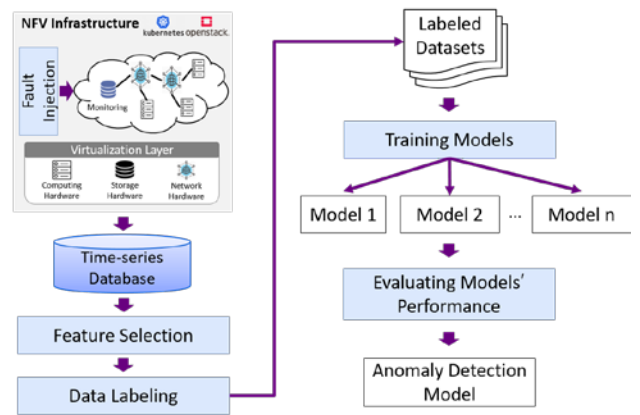 NFV Infrastructure
kubernetes
openstack.
Fault
Injection
Monitoring
Virtualization Layer
Computing
Hardware
Storage
Hardware
Network
Hardware
Time-series
Database
Feature Selection
Data Labeling
Labeled
Datasets
Training Models
Model 1
Model 2
...
Model n
Evaluating Models'
Performance
Anomaly Detection
Model